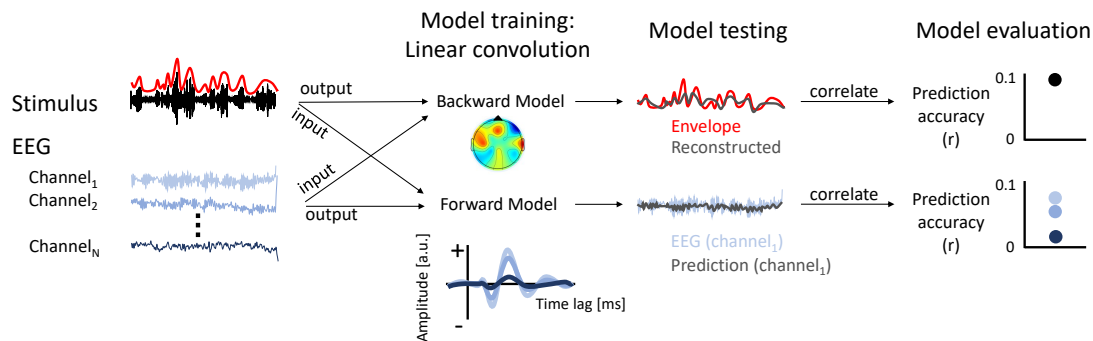 Model training:
Linear convolution
Model testing
Model evaluation
Stimulus
output
input
Backward Model
Envelope
Reconstructed
correlate
Prediction
accuracy
(r)
0.1
0
EEG
Channel1
Channel2
ChannelN
input
output
Forward Model
EEG (channel1)
Prediction (channel1)
correlate
Prediction
accuracy
(r)
0.1
0
Amplitude [a.u.]
+
-
Time lag [ms]